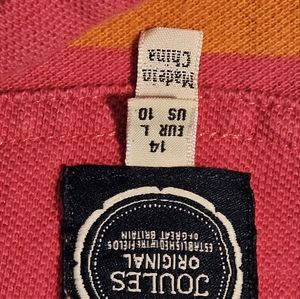 Made in
China
14
EUR L
US 10
JOULES
ORIGINAL
ESTABLISHED IN THE FIELDS
OF GREAT BRITAIN